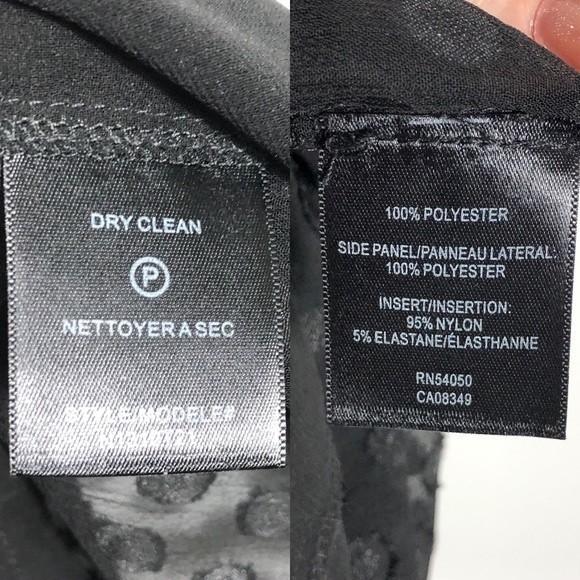 DRY CLEAN
P
NETTOYER A SEC
STYLE/MODELE#
100% POLYESTER
SIDE PANEL/PANNEAU LATERAL:
100% POLYESTER
INSERT/INSERTION:
95% NYLON
5% ELASTANE/ÉLASTHANNE
RN54050
CA08349